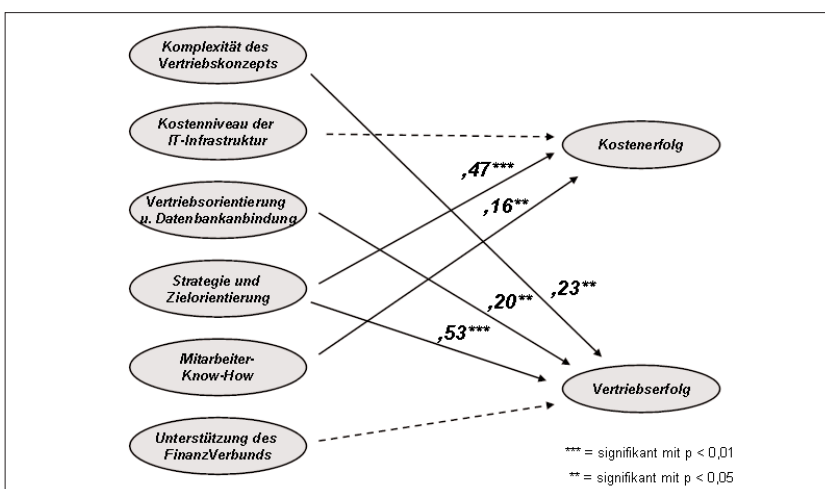 Komplexität des
Vertriebskonzepts
Kostenniveau der
IT-Infrastruktur
Kostenerfolg
,47***
,16**
Vertriebsorientierung
u. Datenbankanbindung
Strategie und
Zielorientierung
,20**
,23**
,53***
Mitarbeiter-
Know-How
Vertriebserfolg
Unterstützung des
FinanzVerbunds
*** = signifikant mit p < 0,01
** = signifikant mit p < 0,05